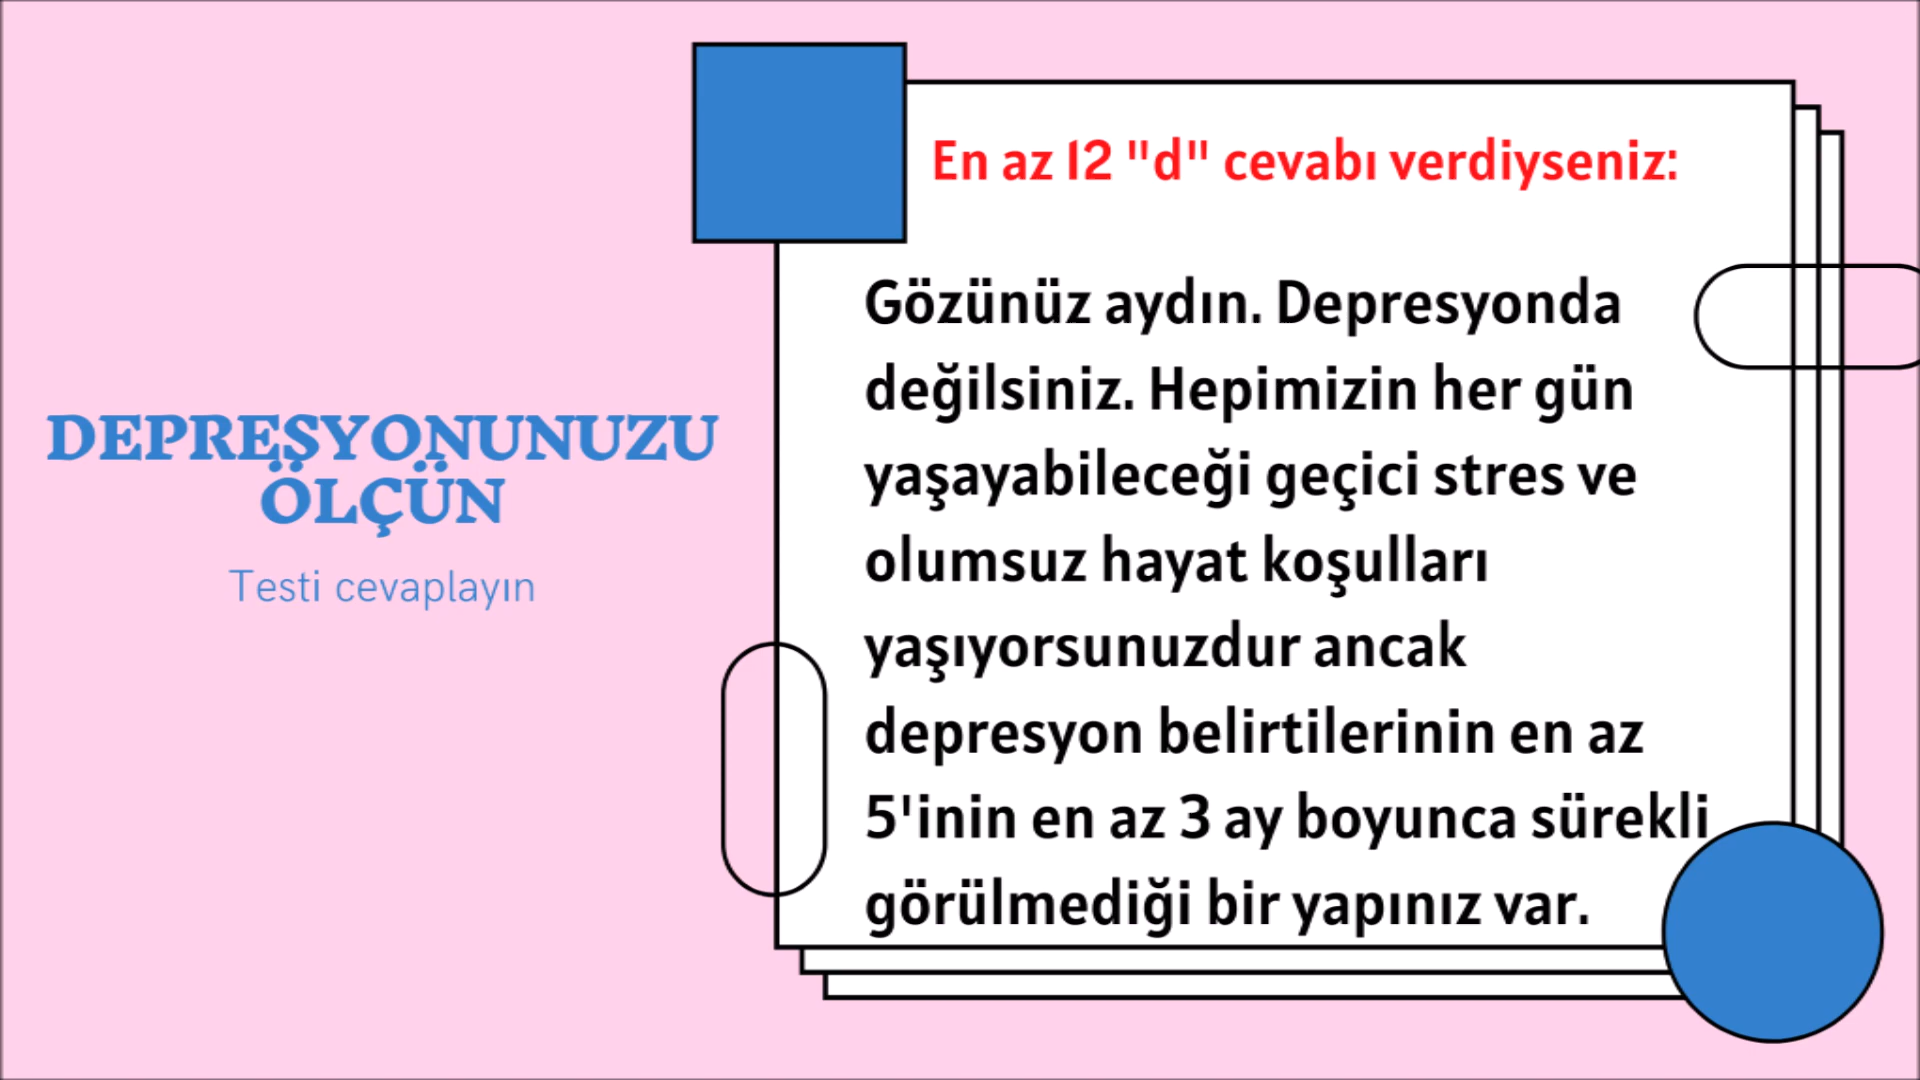 DEPRESYONUNUZU
ÖLÇÜN
Testi cevaplayın
En az 12 "d" cevabı verdiyseniz:
Gözünüz aydın. Depresyonda
değilsiniz. Hepimizin her gün
yaşayabileceği geçici stres ve
olumsuz hayat koşulları
yaşıyorsunuzdur ancak
depresyon belirtilerinin en az
5'inin en az 3 ay boyunca sürekli
görülmediği bir yapınız var.